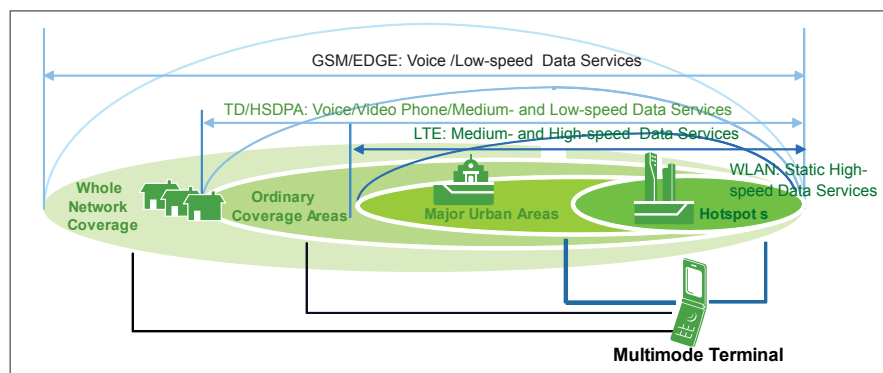 GSM/EDGE: Voice /Low-speed Data Services
TD/HSDPA: Voice/Video Phone/Medium- and Low-speed Data Services
LTE: Medium- and High-speed Data Services
WLAN: Static High-
speed Data Services
Whole
Network
Coverage
Ordinary
Coverage Areas
Major Urban Areas
Hotspot s
Multimode Terminal